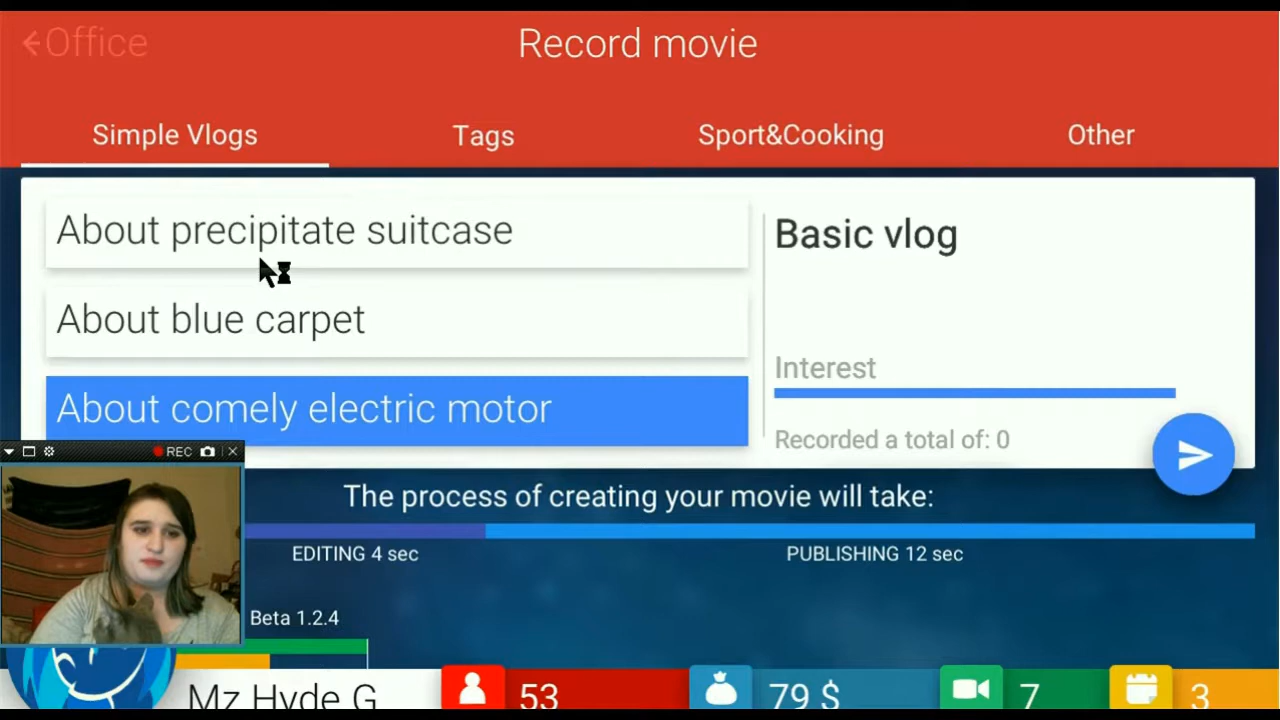 Office
Record movie
Simple Vlogs
Tags
Sport&Cooking
Other
About precipitate suitcase
About blue carpet
About comely electric motor
Basic vlog
Interest
Recorded a total of: 0
REC
The process of creating your movie will take:
EDITING 4 sec
PUBLISHING 12 sec
Beta 1.2.4
Mz Hyde G
53
79 $
7
3